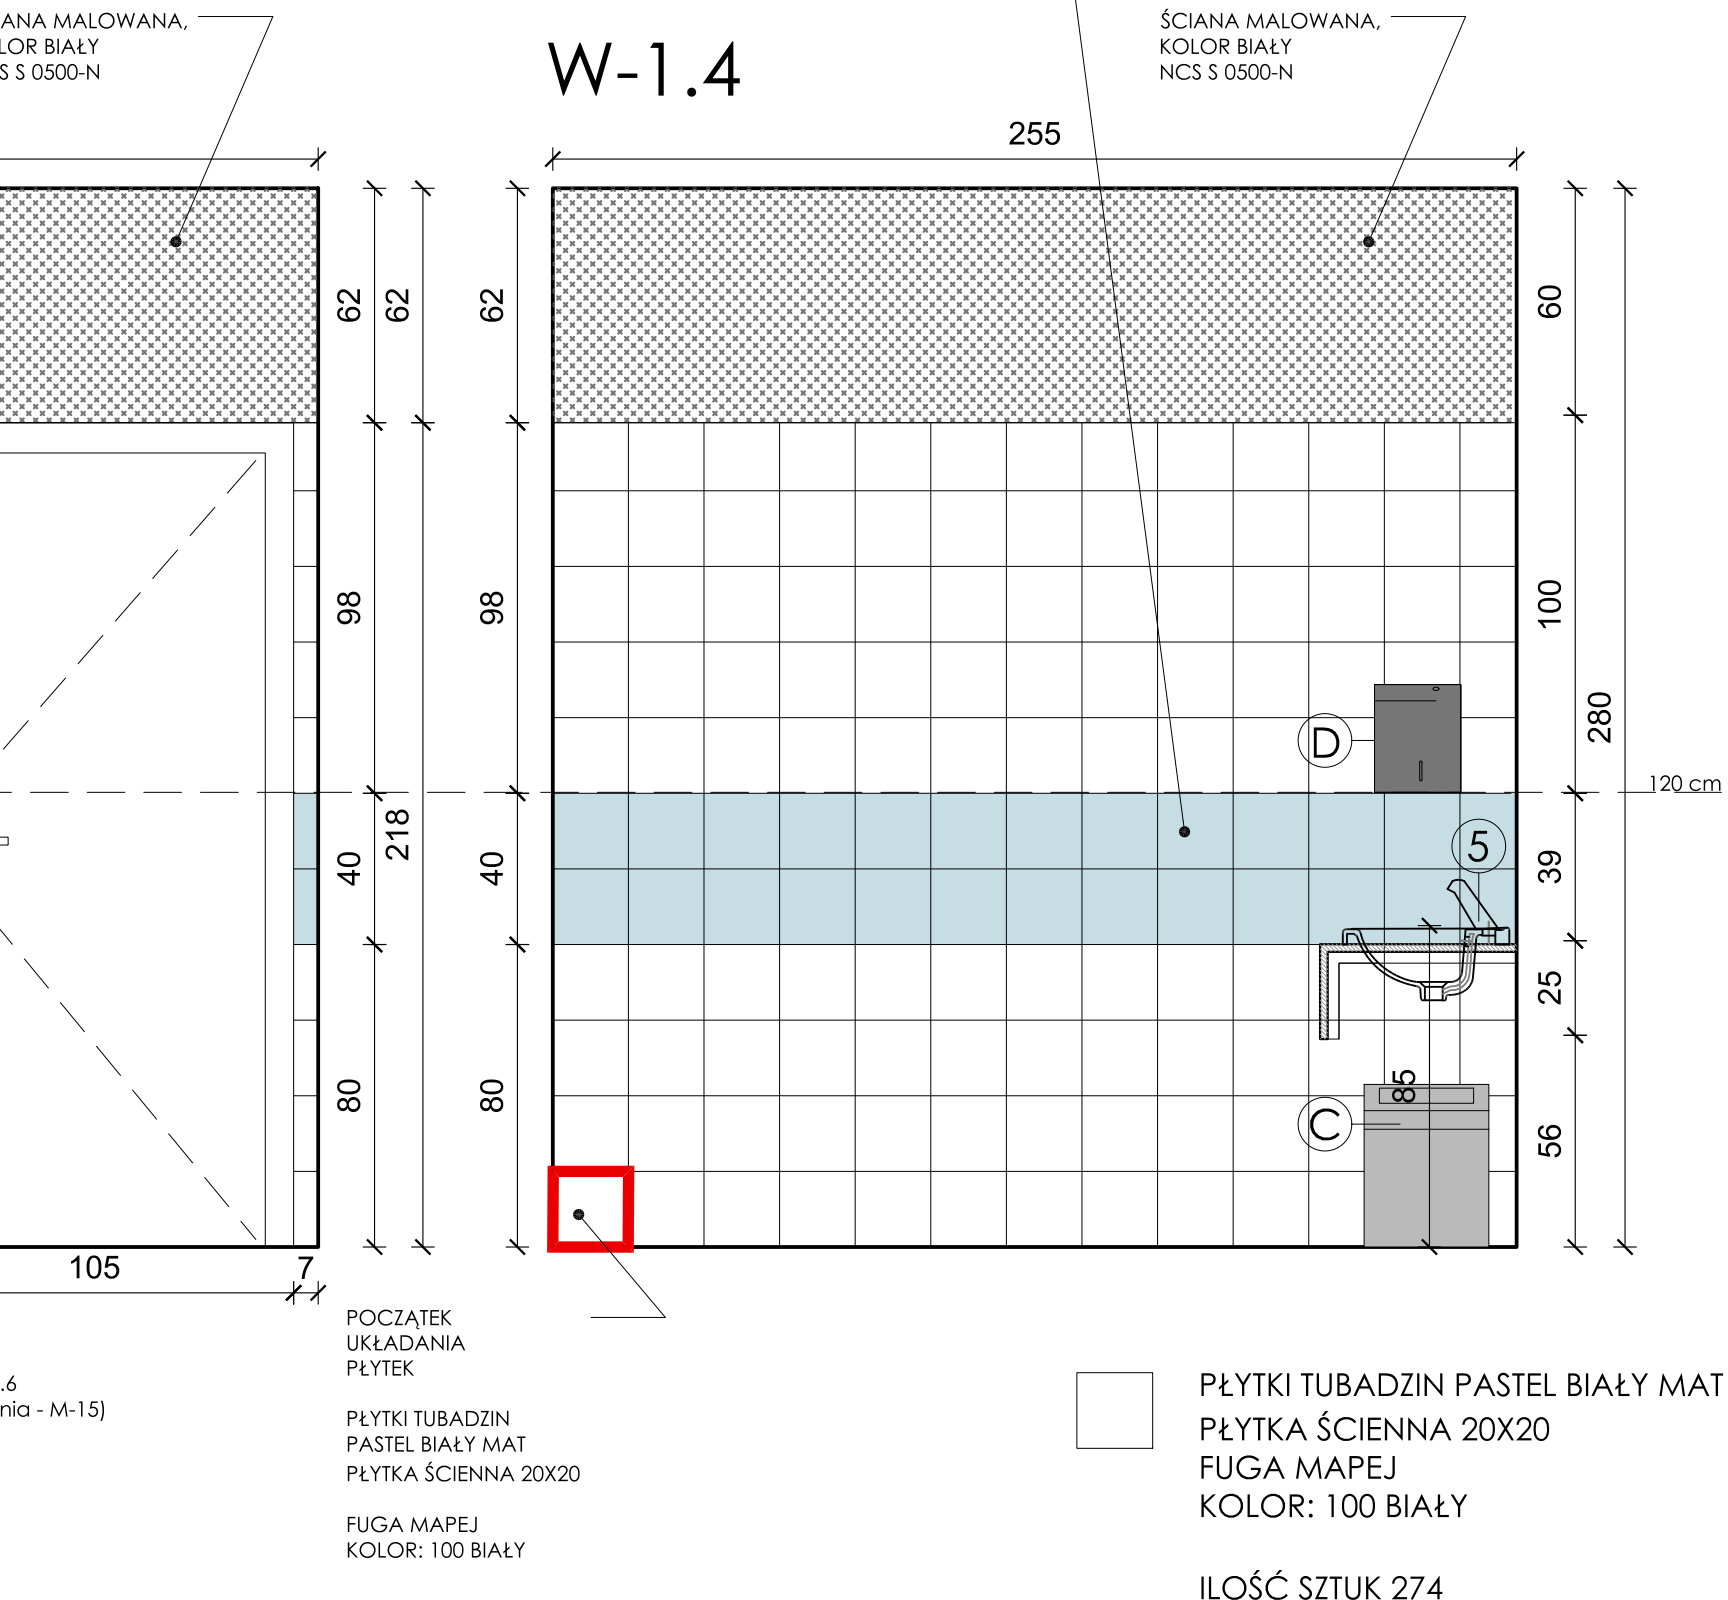 ANA MALOWANA,
LOR BIAŁY
S S 0500-N
W-1.4
ŚCIANA MALOWANA,
KOLOR BIAŁY
NCS S 0500-N
255
62
62
62
60
98
98
100
D
280
120 cm
218
40
40
5
39
25
80
80
85
C
56
105
7
POCZĄTEK
UKŁADANIA
PŁYTEK
PŁYTKI TUBADZIN
PASTEL BIAŁY MAT
PŁYTKA ŚCIENNA 20X20
FUGA MAPEJ
KOLOR: 100 BIAŁY
.6
nia - M-15)
PŁYTKI TUBADZIN PASTEL BIAŁY MAT
PŁYTKA ŚCIENNA 20X20
FUGA MAPEJ
KOLOR: 100 BIAŁY
ILOŚĆ SZTUK 274